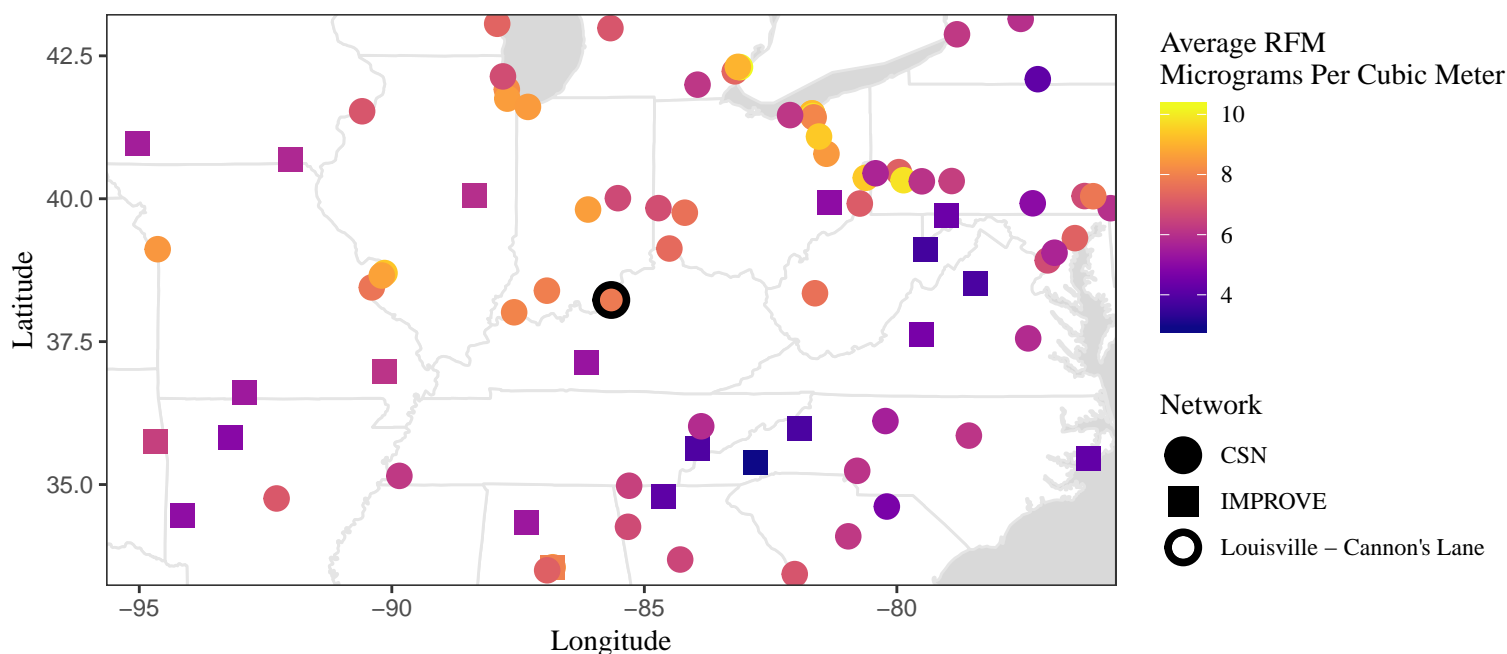 42.5
40.0
37.5
35.0
Latitude
−95
−90
−85
−80
Longitude
Average RFM
Micrograms Per Cubic Meter
10
8
6
4
Network
CSN
IMPROVE
Louisville – Cannon's Lane